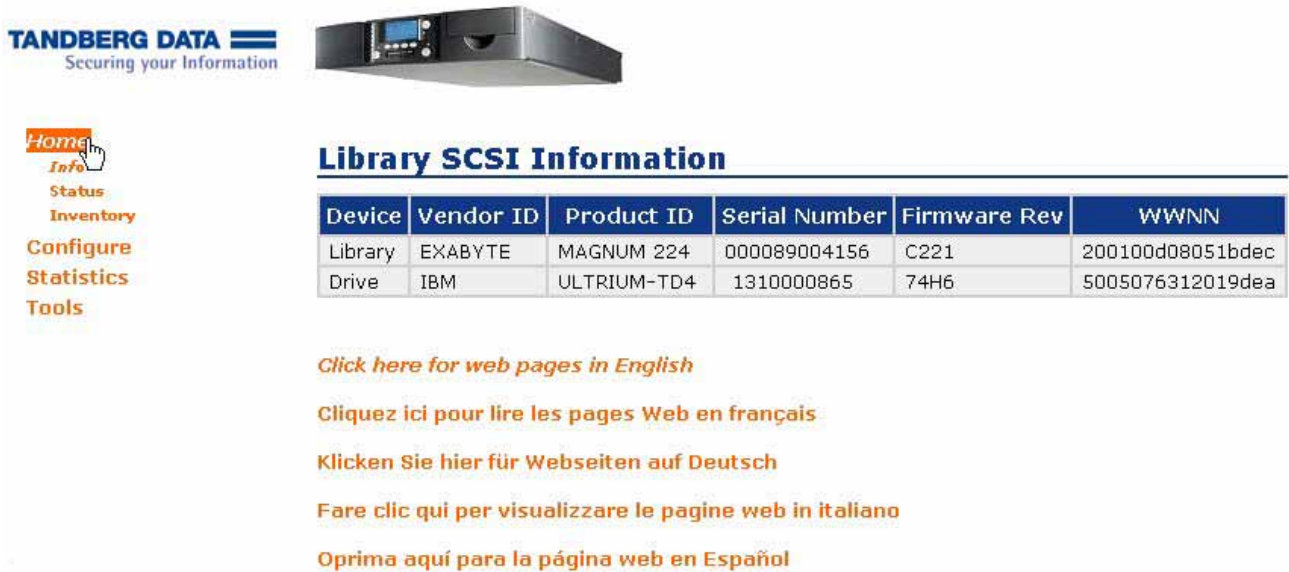 TANDBERG DATA
Securing your Information
Home
Info
Status
Inventory
Configure
Statistics
Tools
Library SCSI Information
Device Vendor ID Product ID Serial Number Firmware Rev WWNN
Library EXABYTE MAGNUM 224 000089004156 C221 200100d08051bdec
Drive IBM ULTRIUM-TD4 1310000865 74H6 5005076312019dea
Click here for web pages in English
Cliquez ici pour lire les pages Web en français
Klicken Sie hier für Webseiten auf Deutsch
Fare clic qui per visualizzare le pagine web in italiano
Oprima aquí para la página web en Español